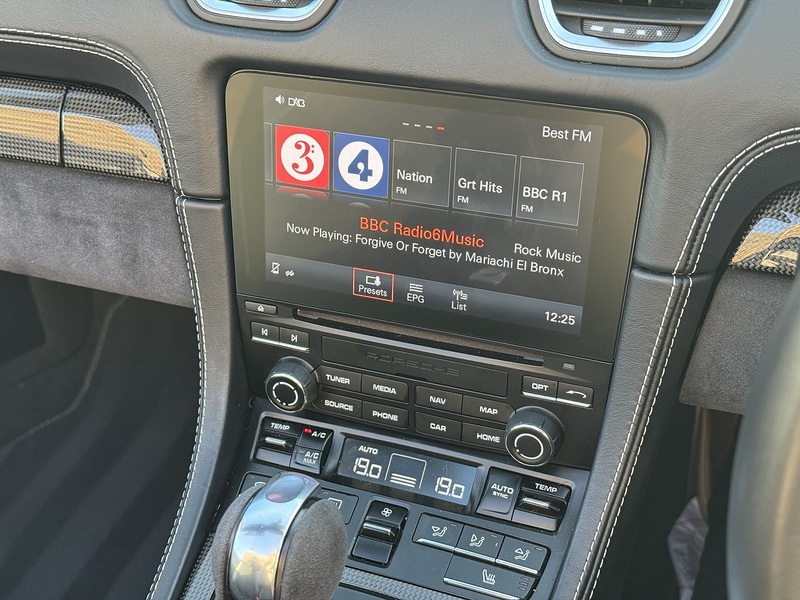 DAB
Best FM
3
4
Nation
FM
Grt Hits
FM
BBC R1
FM
BBC Radio6Music
Rock Music
Now Playing: Forgive Or Forget by Mariachi El Bronx
Presets
EPG
List
12:25
PORSCHE
TUNER
MEDIA
NAV
MAP
OPT
SOURCE
PHONE
CAR
HOME
TEMP
A/C
A/C
MAX
AUTO
19.0
19.0
AUTO
SYNC
TEMP